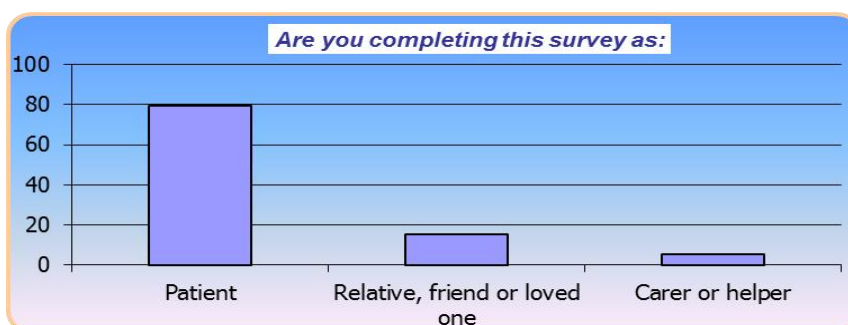 Are you completing this survey as:
100
80
60
40
20
0
Patient
Relative, friend or loved
one
Carer or helper